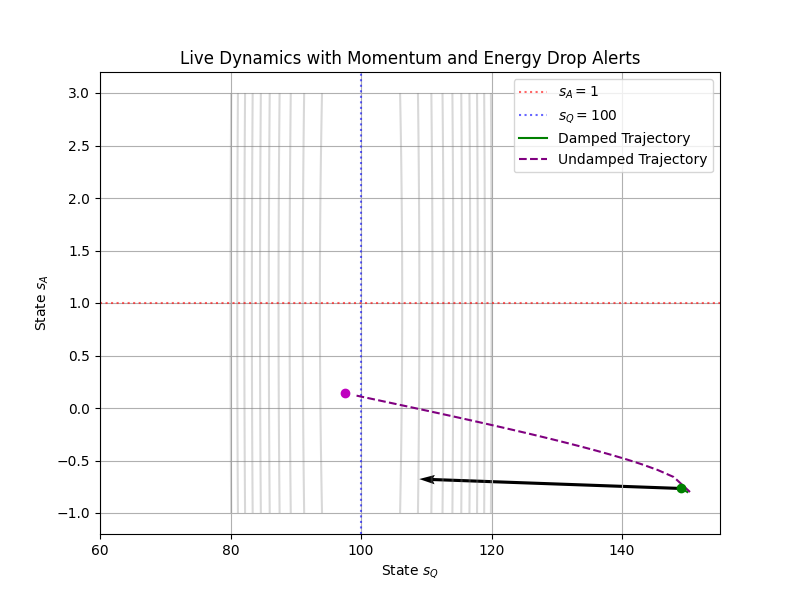 Live Dynamics with Momentum and Energy Drop Alerts
3.0
2.5
2.0
1.5
1.0
0.5
0.0
−0.5
−1.0
State s_A
s_A = 1
s_Q = 100
Damped Trajectory
Undamped Trajectory
60 80 100 120 140
State s_Q